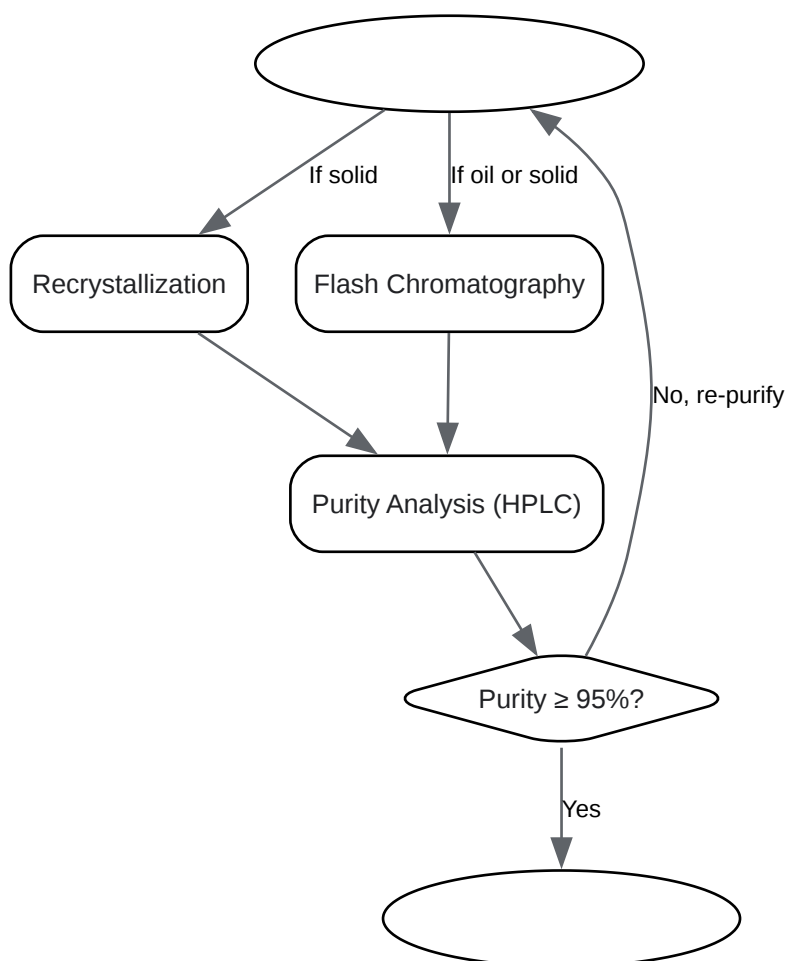 If solid
If oil or solid
Recrystallization
Flash Chromatography
No, re-purify
Purity Analysis (HPLC)
Purity ≥ 95%?
Yes